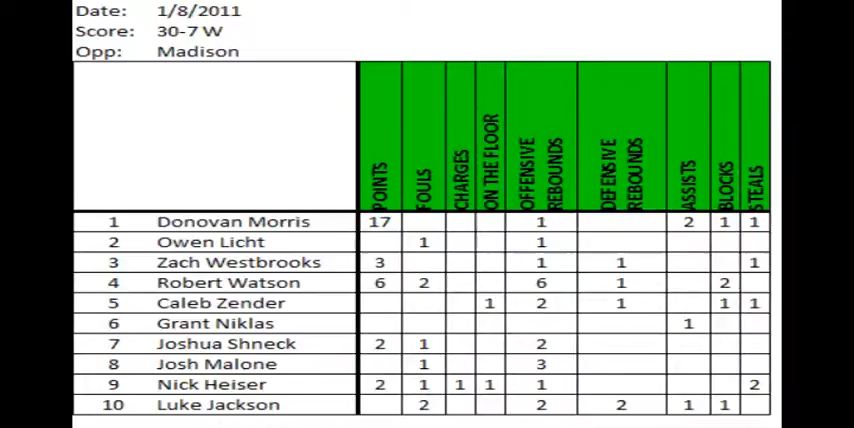 Date: 1/8/2011
Score: 30-7 W
Opp: Madison
POINTS FOULS CHARGES ON THE FLOOR OFFENSIVE REBOUNDS DEFENSIVE REBOUNDS ASSISTS BLOCKS STEALS
1 Donovan Morris 17 1 2 1 1
2 Owen Licht 1 1
3 Zach Westbrooks 3 1 1 1
4 Robert Watson 6 2 6 1 2
5 Caleb Zender 1 2 1 1 1
6 Grant Niklas 1
7 Joshua Shneck 2 1 2
8 Josh Malone 1 3
9 Nick Heiser 2 1 1 1 1 2
10 Luke Jackson 2 2 2 1 1